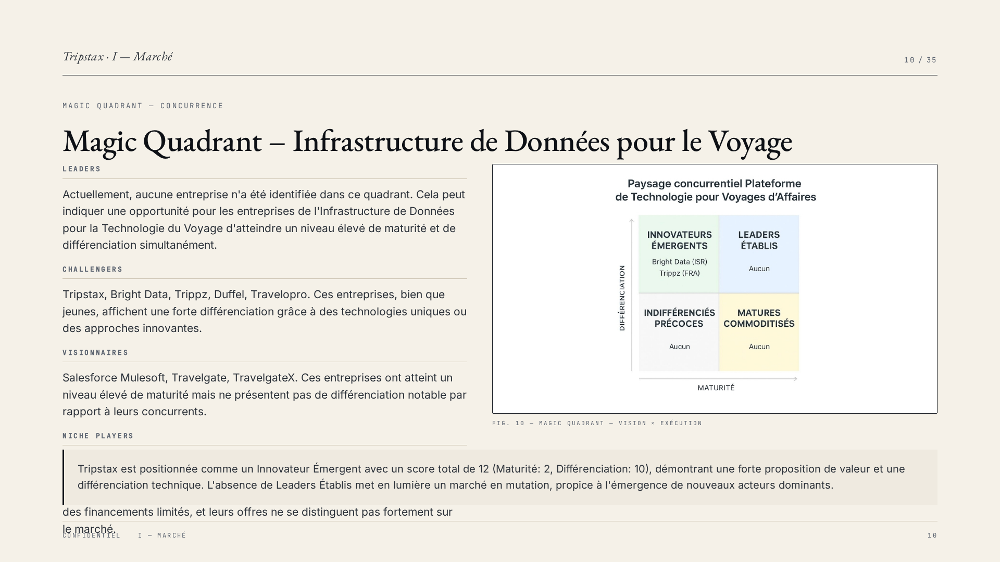 Tripstax · I — Marché
10 / 35
MAGIC QUADRANT — CONCURRENCE
Magic Quadrant – Infrastructure de Données pour le Voyage
LEADERS
Actuellement, aucune entreprise n'a été identifiée dans ce quadrant. Cela peut
indiquer une opportunité pour les entreprises de l'Infrastructure de Données
pour la Technologie du Voyage d'atteindre un niveau élevé de maturité et de
différenciation simultanément.
CHALLENGERS
Tripstax, Bright Data, Trippz, Duffel, Travelopro. Ces entreprises, bien que
jeunes, affichent une forte différenciation grâce à des technologies uniques ou
des approches innovantes.
VISIONNAIRES
Salesforce Mulesoft, Travelgate, TravelgateX. Ces entreprises ont atteint un
niveau élevé de maturité mais ne présentent pas de différenciation notable par
rapport à leurs concurrents.
NICHE PLAYERS
Paysage concurrentiel Plateforme
de Technologie pour Voyages d’Affaires
DIFFÉRENCIATION
INNOVATEURS
ÉMERGENTS
Bright Data (ISR)
Trippz (FRA)
LEADERS
ÉTABLIS
Aucun
INDIFFÉRENCIÉS
PRÉCOCES
Aucun
MATURES
COMMODITISÉS
Aucun
MATURITÉ
FIG. 10 — MAGIC QUADRANT — VISION × EXÉCUTION
Tripstax est positionnée comme un Innovateur Émergent avec un score total de 12 (Maturité: 2, Différenciation: 10), démontrant une forte proposition de valeur et une
différenciation technique. L'absence de Leaders Établis met en lumière un marché en mutation, propice à l'émergence de nouveaux acteurs dominants.
des financements limités, et leurs offres ne se distinguent pas fortement sur
le marché.
CONFIDENTIEL
I — MARCHÉ
10